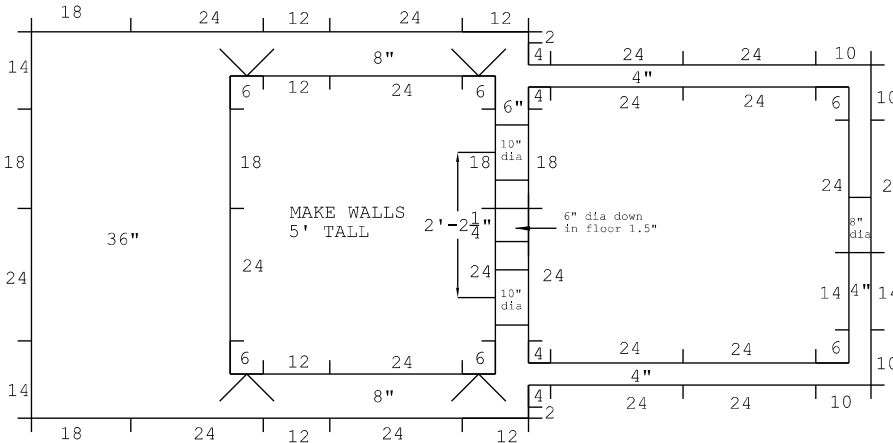 18 24 12 24 12
2
14 8" 4 24 24 10
4"
6 12 24 6 6" 4 24 24 6 10
10"
dia
18 18 18 18 24
MAKE WALLS
5' TALL
2'-2 1/4"
6" dia down
in floor 1.5"
8"
dia
36"
24 24 24 24 14 4" 14
10"
dia
6 12 24 6 4 24 24 6 10
4"
14 8" 4 24 24 10
2
18 24 12 24 12